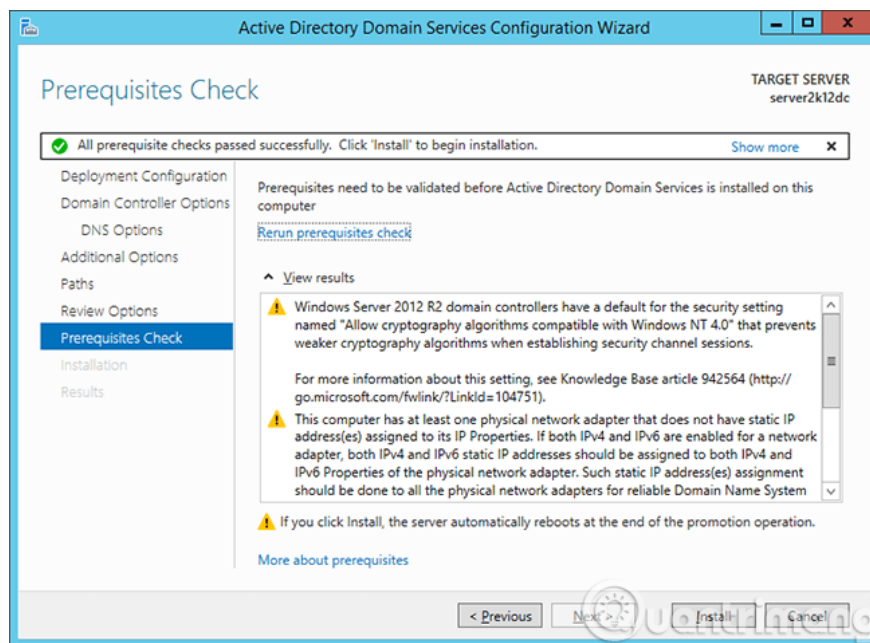 Active Directory Domain Services Configuration Wizard
Prerequisites Check
TARGET SERVER
server2k12dc
All prerequisite checks passed successfully. Click 'Install' to begin installation.
Show more
Deployment Configuration
Domain Controller Options
DNS Options
Additional Options
Paths
Review Options
Prerequisites Check
Installation
Results
Prerequisites need to be validated before Active Directory Domain Services is installed on this
computer
Rerun prerequisites check
View results
Windows Server 2012 R2 domain controllers have a default for the security setting
named "Allow cryptography algorithms compatible with Windows NT 4.0" that prevents
weaker cryptography algorithms when establishing security channel sessions.
For more information about this setting, see Knowledge Base article 942564 (http://
go.microsoft.com/fwlink/?LinkId=104751).
This computer has at least one physical network adapter that does not have static IP
address(es) assigned to its IP Properties. If both IPv4 and IPv6 are enabled for a network
adapter, both IPv4 and IPv6 static IP addresses should be assigned to both IPv4 and
IPv6 Properties of the physical network adapter. Such static IP address(es) assignment
should be done to all the physical network adapters for reliable Domain Name System
If you click Install, the server automatically reboots at the end of the promotion operation.
More about prerequisites
< Previous
Next >
Install
Cancel
uantrimang